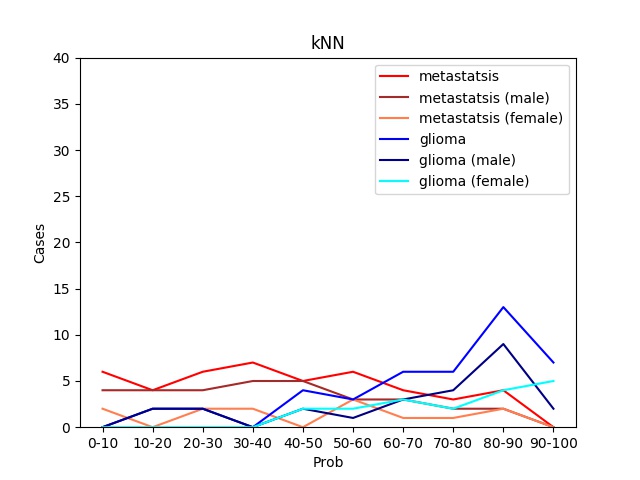 kNN
40
35
30
25
20
15
10
5
0
Cases
metastatsis
metastatsis (male)
metastatsis (female)
glioma
glioma (male)
glioma (female)
0-10 10-20 20-30 30-40 40-50 50-60 60-70 70-80 80-90 90-100
Prob